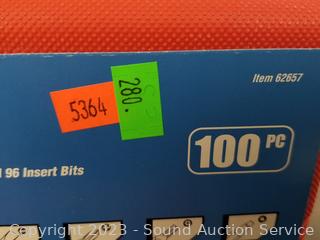 Item 62657
5364
280.
100 PC
96 Insert Bits
Copyright 2023 - Sound Auction Service